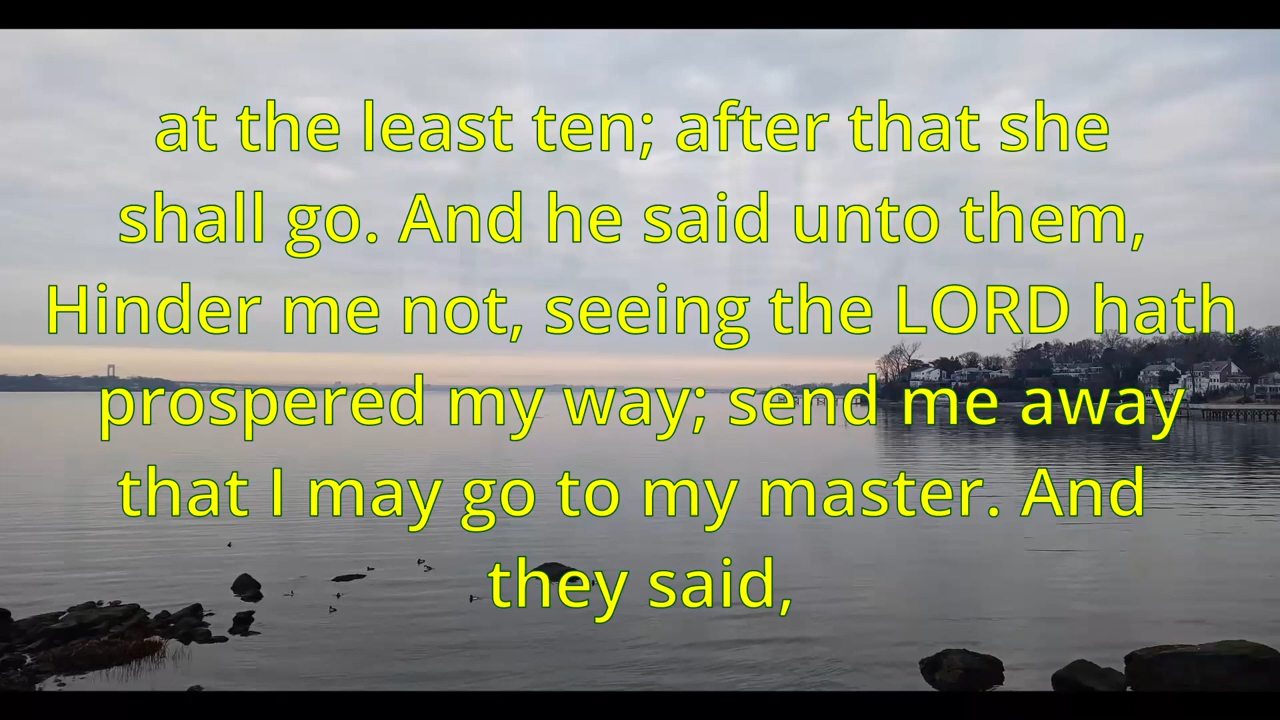 at the least ten; after that she
shall go. And he said unto them,
Hinder me not, seeing the LORD hath
prospered my way; send me away
that I may go to my master. And
they said,